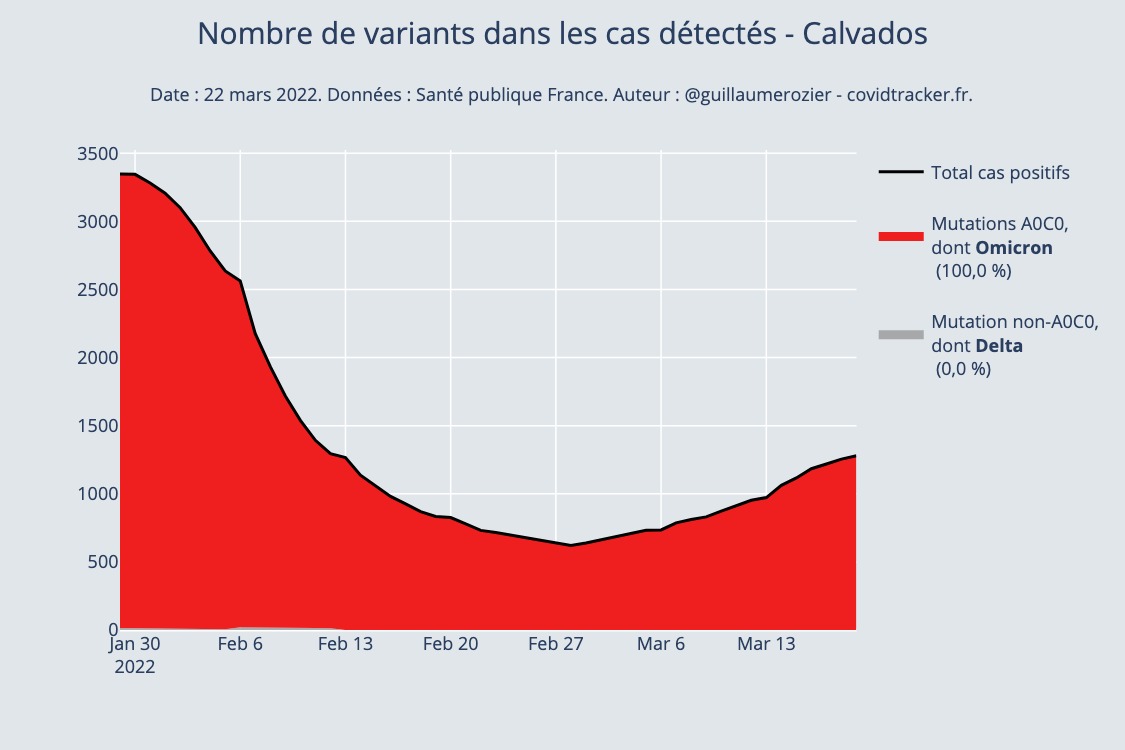 Nombre de variants dans les cas détectés - Calvados
Date : 22 mars 2022. Données : Santé publique France. Auteur : @guillaumerozier - covidtracker.fr.
3500
3000
2500
2000
1500
1000
500
0
Jan 30
2022
Feb 6
Feb 13
Feb 20
Feb 27
Mar 6
Mar 13
Total cas positifs
Mutations A0C0,
dont Omicron
(100,0 %)
Mutation non-A0C0,
dont Delta
(0,0 %)